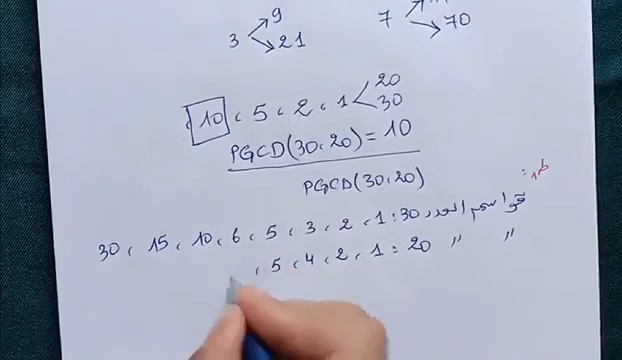 3 → 9
→ 21
7
→ 70
10 ، 5 ، 2 ، 1 < 20
30
PGCD(30،20) = 10
PGCD(30،20)
ط1 :
قواسم العدد 30 : 1 ، 2 ، 3 ، 5 ، 6 ، 10 ، 15 ، 30
〃 〃 20 : 1 ، 2 ، 4 ، 5 ،